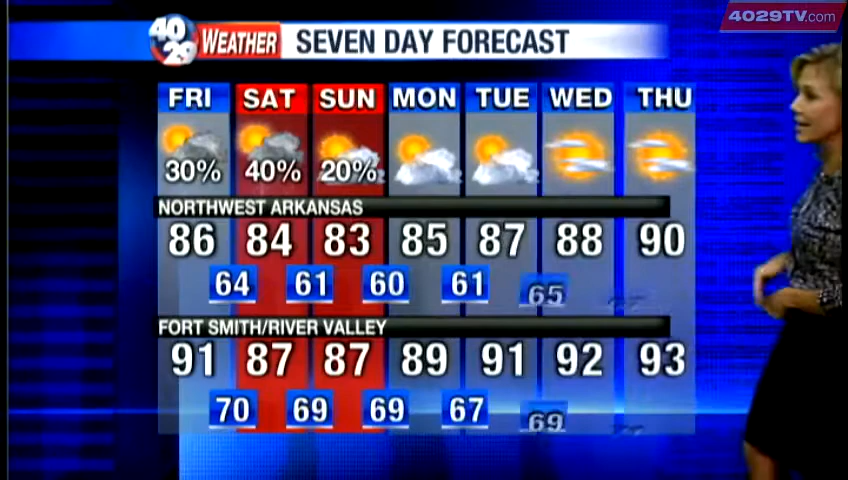 4029TV.com
40 29 WEATHER SEVEN DAY FORECAST
FRI SAT SUN MON TUE WED THU
30% 40% 20%
NORTHWEST ARKANSAS
86 84 83 85 87 88 90
64 61 60 61 65
FORT SMITH/RIVER VALLEY
91 87 87 89 91 92 93
70 69 69 67 69